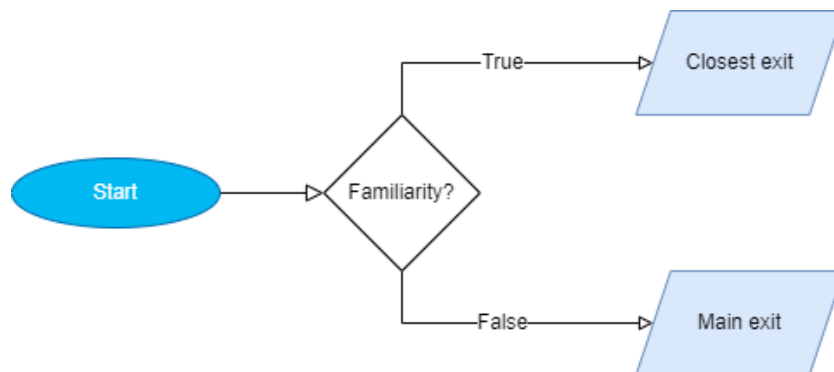 True
Closest exit
Start
Familiarity?
False
Main exit